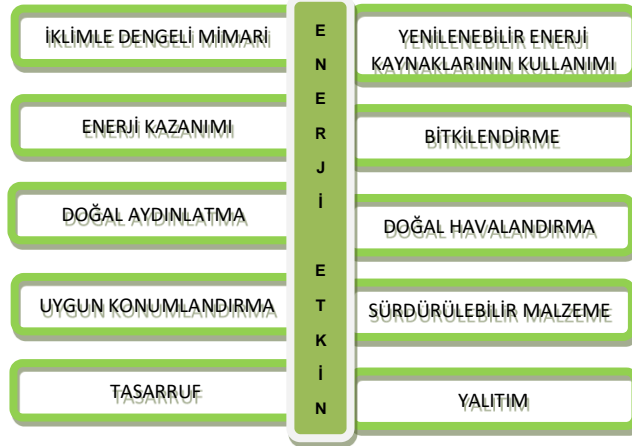 İKLİMLE DENGELİ MİMARİ
ENERJİ KAZANIMI
DOĞAL AYDINLATMA
UYGUN KONUMLANDIRMA
TASARRUF
E
N
E
R
J
İ
E
T
K
İ
N
YENİLENEBİLİR ENERJİ
KAYNAKLARININ KULLANIMI
BİTKİLENDİRME
DOĞAL HAVALANDIRMA
SÜRDÜRÜLEBİLİR MALZEME
YALITIM